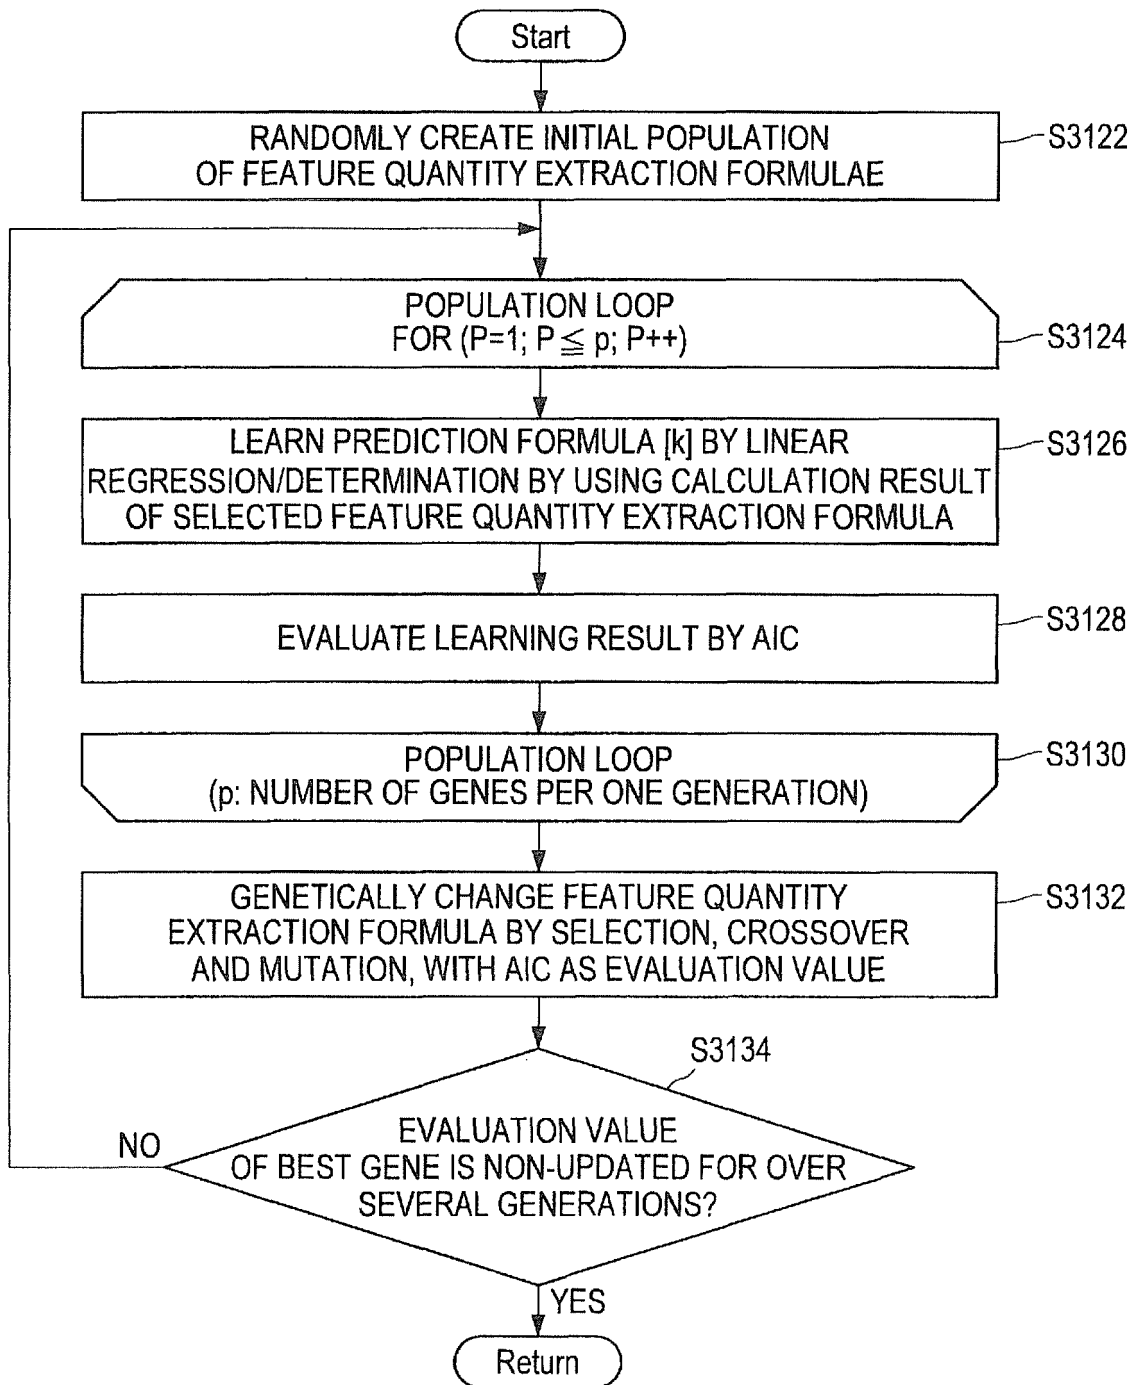 Start
RANDOMLY CREATE INITIAL POPULATION
OF FEATURE QUANTITY EXTRACTION FORMULAE
S3122
POPULATION LOOP
FOR (P=1; P ≦ p; P++)
S3124
LEARN PREDICTION FORMULA [k] BY LINEAR
REGRESSION/DETERMINATION BY USING CALCULATION RESULT
OF SELECTED FEATURE QUANTITY EXTRACTION FORMULA
S3126
EVALUATE LEARNING RESULT BY AIC
S3128
POPULATION LOOP
(p: NUMBER OF GENES PER ONE GENERATION)
S3130
GENETICALLY CHANGE FEATURE QUANTITY
EXTRACTION FORMULA BY SELECTION, CROSSOVER
AND MUTATION, WITH AIC AS EVALUATION VALUE
S3132
S3134
EVALUATION VALUE
OF BEST GENE IS NON-UPDATED FOR OVER
SEVERAL GENERATIONS?
NO
YES
Return